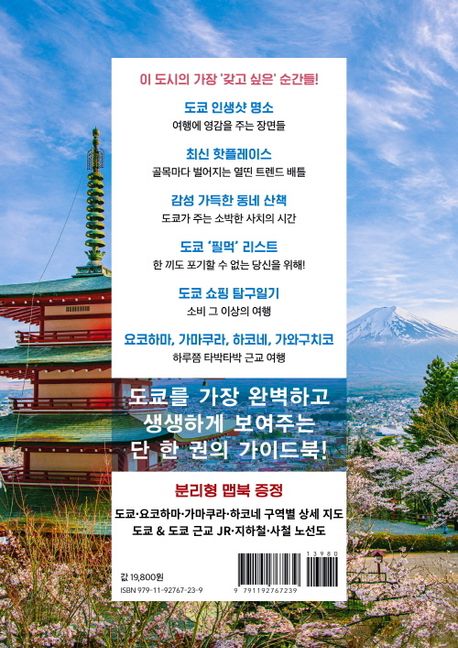 이 도시의 가장 '갖고 싶은' 순간들!
도쿄 인생샷 명소
여행에 영감을 주는 장면들
최신 핫플레이스
골목마다 벌어지는 열띤 트렌드 배틀
감성 가득한 동네 산책
도쿄가 주는 소박한 사치의 시간
도쿄 '필먹' 리스트
한 끼도 포기할 수 없는 당신을 위해!
도쿄 쇼핑 탐구일기
소비 그 이상의 여행
요코하마, 가마쿠라, 하코네, 가와구치코
하루쯤 타박타박 근교 여행
도쿄를 가장 완벽하고
생생하게 보여주는
단 한 권의 가이드북!
분리형 맵북 증정
도쿄·요코하마·가마쿠라·하코네 구역별 상세 지도
도쿄 & 도쿄 근교 JR·지하철·사철 노선도
13980
값 19,800원
ISBN 979-11-92767-23-9
9 791192 767239